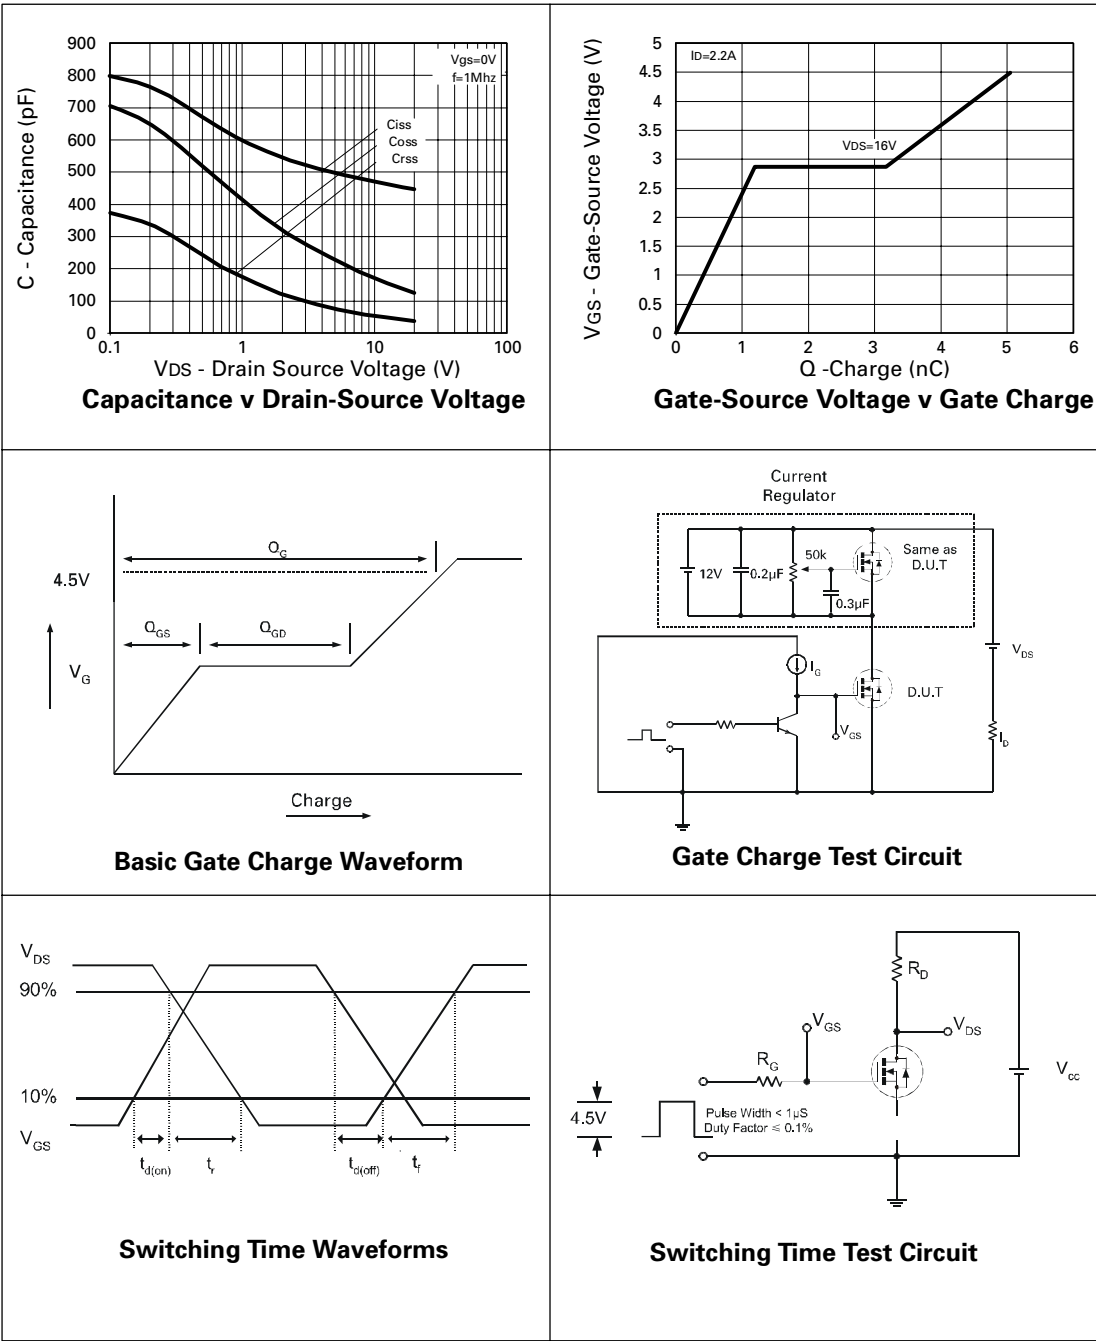 900
800
700
600
500
400
300
200
100
0
C - Capacitance (pF)
Vgs=0V
f=1Mhz
Ciss
Coss
Crss
0.1 1 10 100
VDS - Drain Source Voltage (V)
Capacitance v Drain-Source Voltage
5
4.5
4
3.5
3
2.5
2
1.5
1
0.5
0
VGS - Gate-Source Voltage (V)
ID=2.2A
VDS=16V
0 1 2 3 4 5 6
Q -Charge (nC)
Gate-Source Voltage v Gate Charge
QG
4.5V
QGS QGD
VG
Charge
Basic Gate Charge Waveform
Current
Regulator
12V
0.2µF
50k
0.3µF
Same as
D.U.T
IG
VGS
D.U.T
VDS
ID
Gate Charge Test Circuit
VDS
90%
10%
VGS
td(on) tr td(off) tf
Switching Time Waveforms
RD
VGS
VDS
RG
Vcc
4.5V
Pulse Width < 1µS
Duty Factor ≤ 0.1%
Switching Time Test Circuit